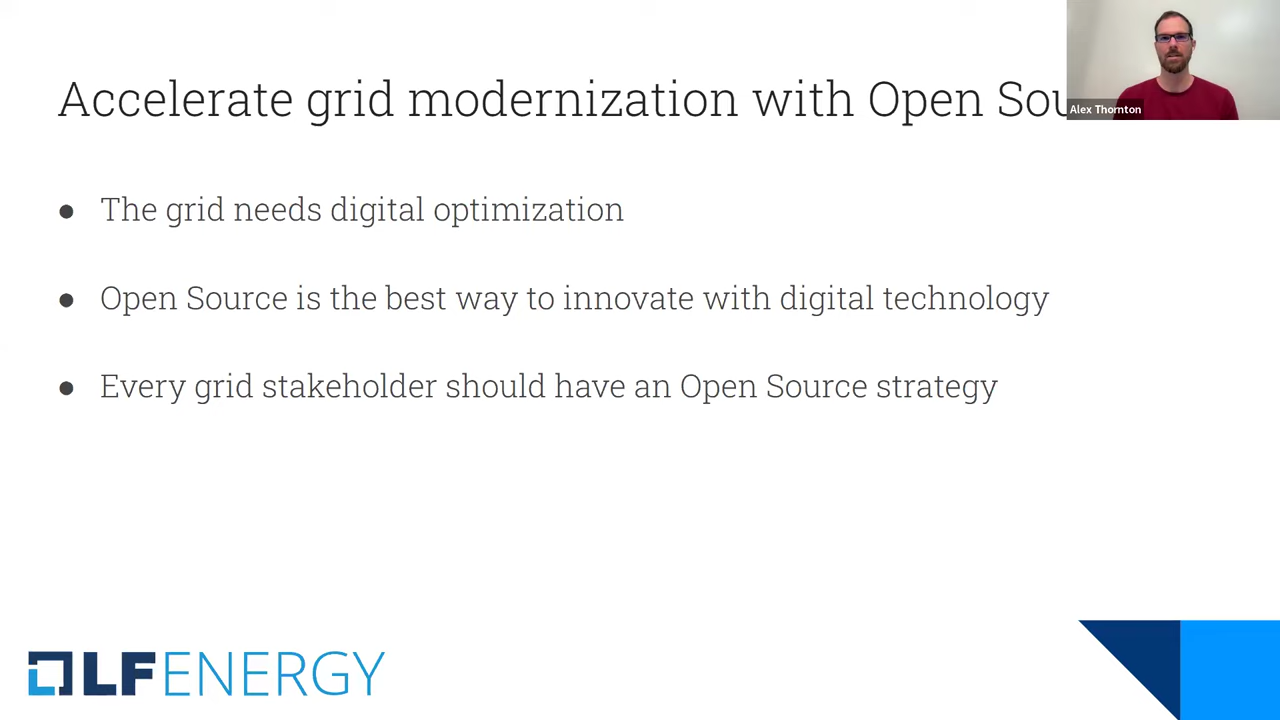 Accelerate grid modernization with Open Sou
Alex Thornton
● The grid needs digital optimization
● Open Source is the best way to innovate with digital technology
● Every grid stakeholder should have an Open Source strategy
LFENERGY